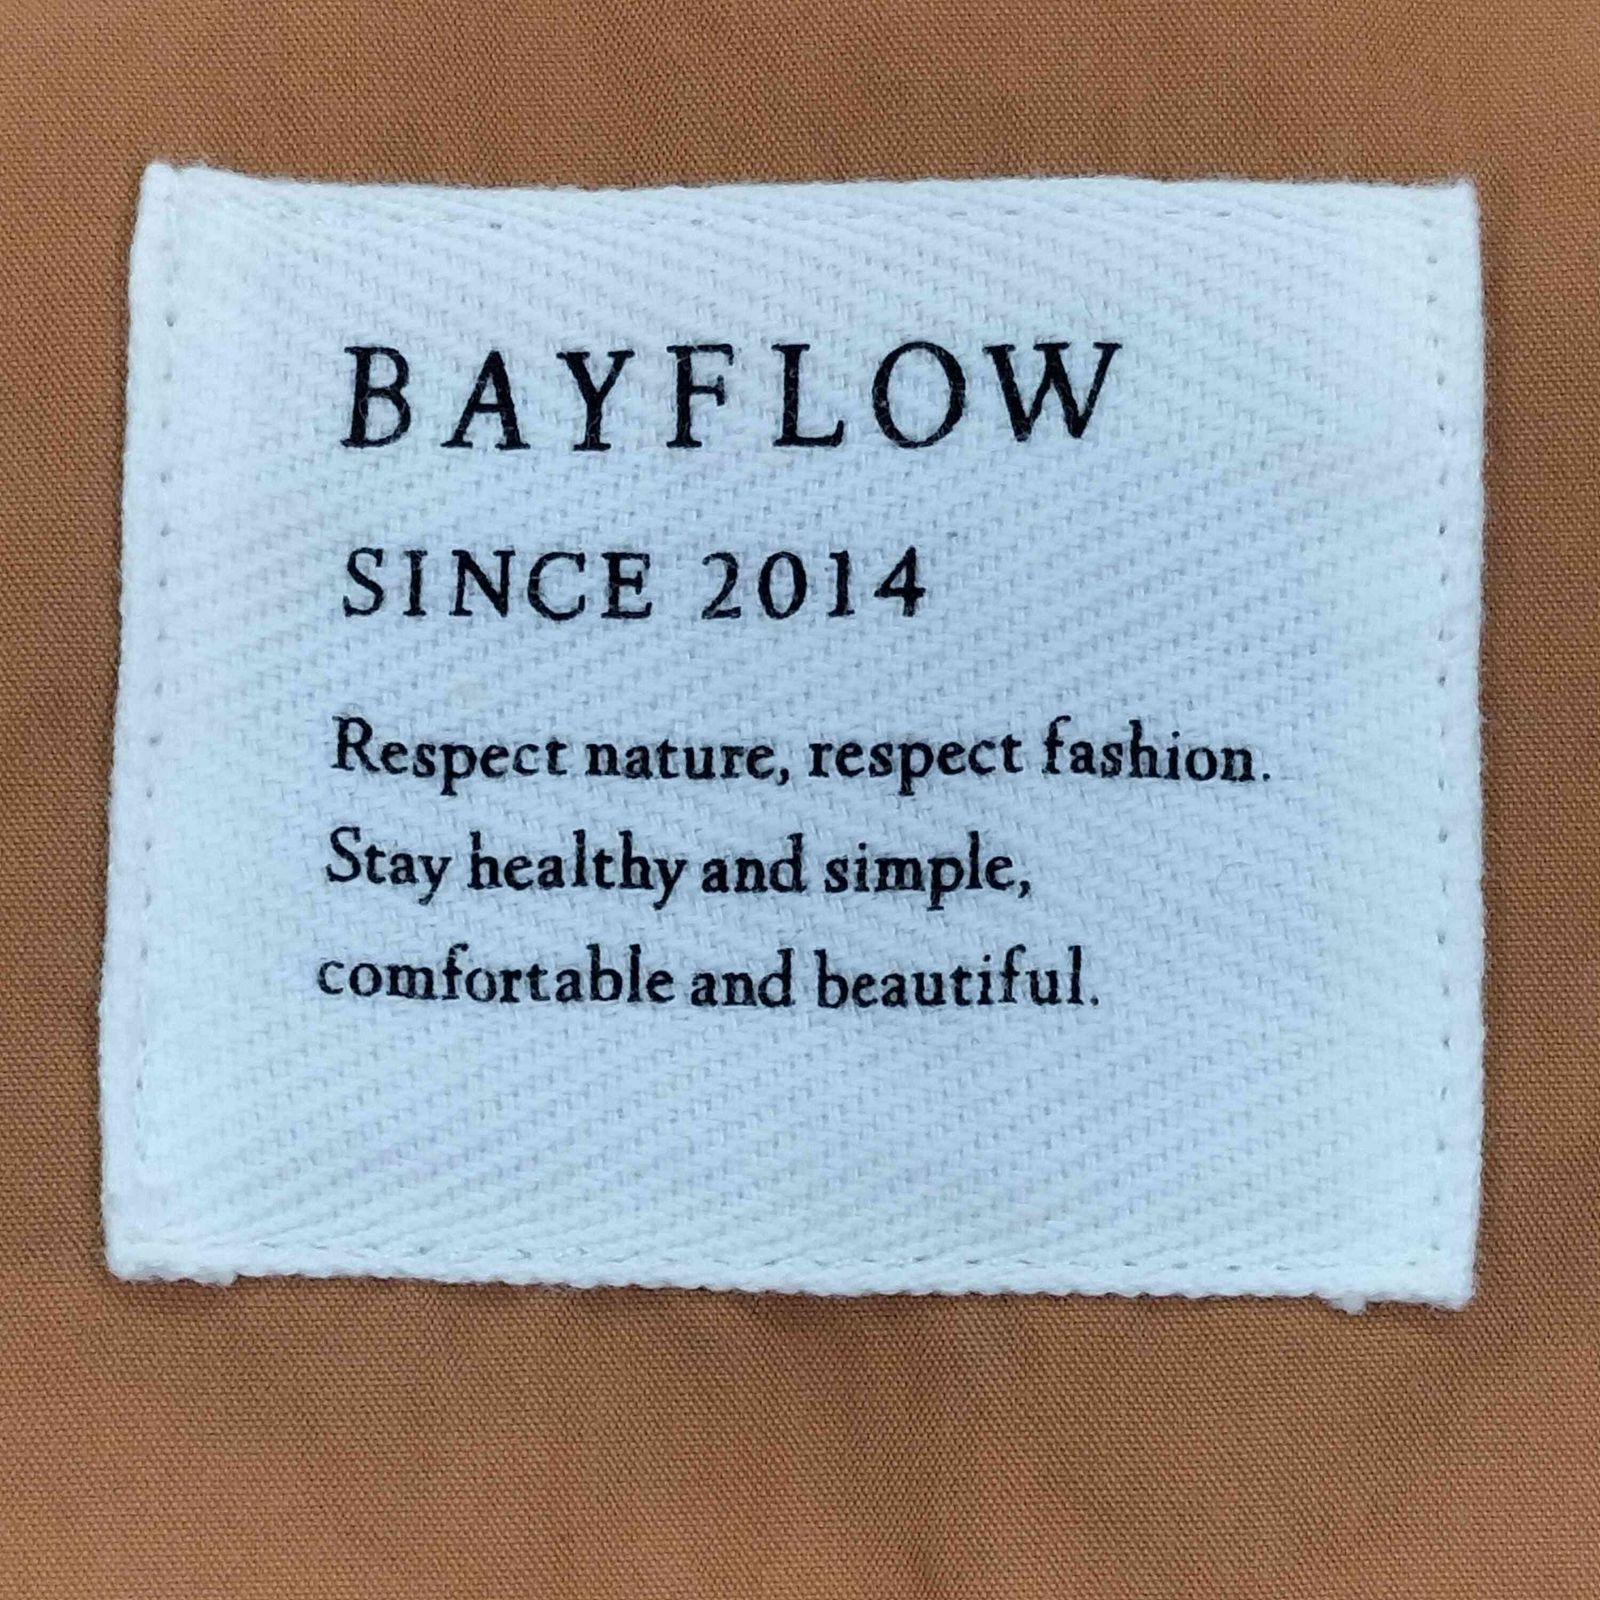 BAYFLOW
SINCE 2014
Respect nature, respect fashion.
Stay healthy and simple,
comfortable and beautiful.